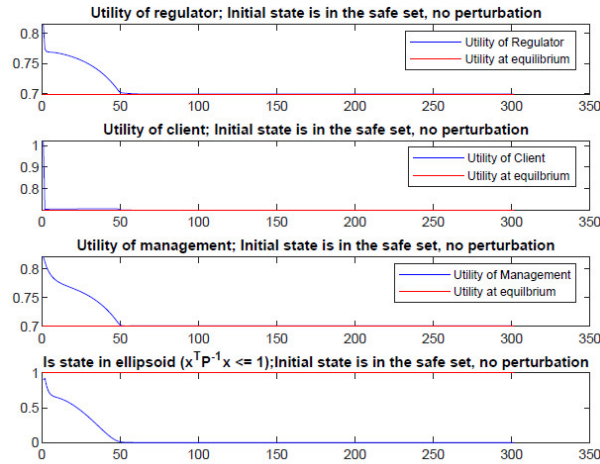 Utility of regulator; Initial state is in the safe set, no perturbation
0.8
0.75
0.7
Utility of Regulator
Utility at equilibrium
0 50 100 150 200 250 300 350
Utility of client; Initial state is in the safe set, no perturbation
1
0.9
0.8
Utility of Client
Utility at equilibrium
0 50 100 150 200 250 300 350
Utility of management; Initial state is in the safe set, no perturbation
0.8
0.75
0.7
Utility of Management
Utility at equilibrium
0 50 100 150 200 250 300 350
Is state in ellipsoid (x^T P^-1 x <= 1);Initial state is in the safe set, no perturbation
1
0.5
0
0 50 100 150 200 250 300 350